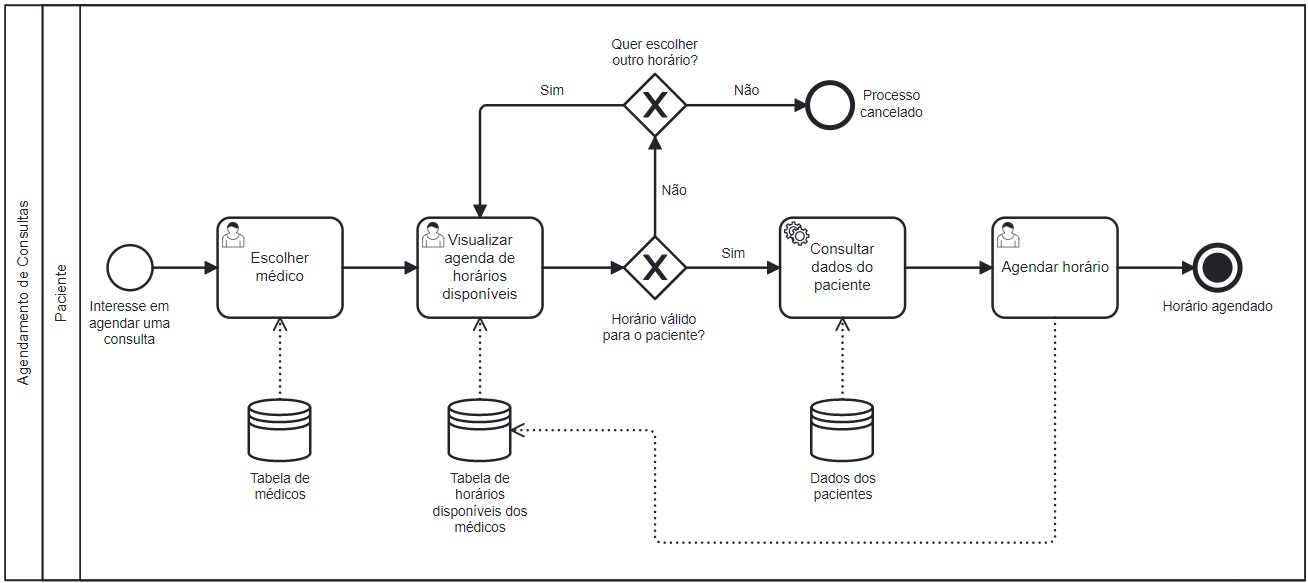 Agendamento de Consultas
Paciente
Interesse em
agendar uma
consulta
Escolher
médico
Visualizar
agenda de
horários
disponíveis
Horário válido
para o paciente?
Não
Quer escolher
outro horário?
Sim
Não
Processo
cancelado
Sim
Consultar
dados do
paciente
Agendar horário
Horário agendado
Tabela de
médicos
Tabela de
horários
disponíveis dos
médicos
Dados dos
pacientes